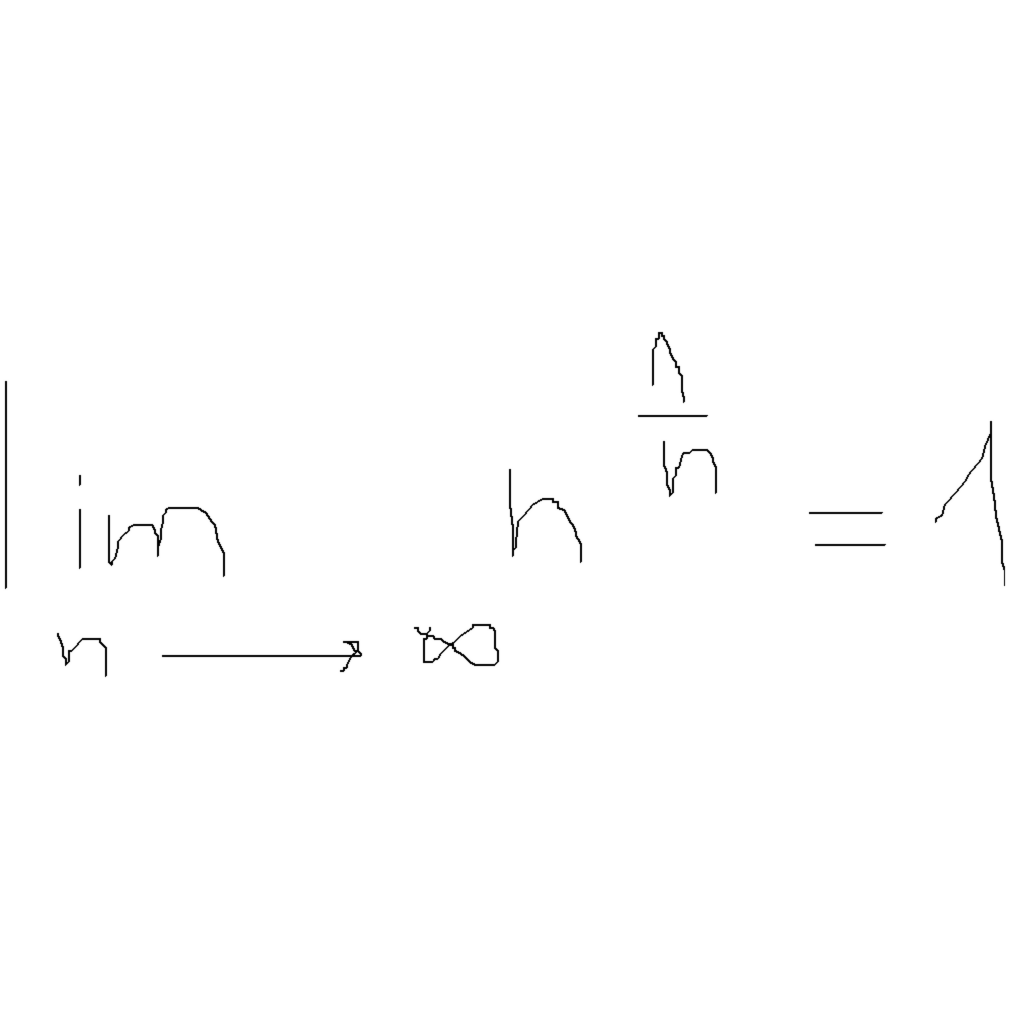 lim n^{1/n} = 1
n → ∞